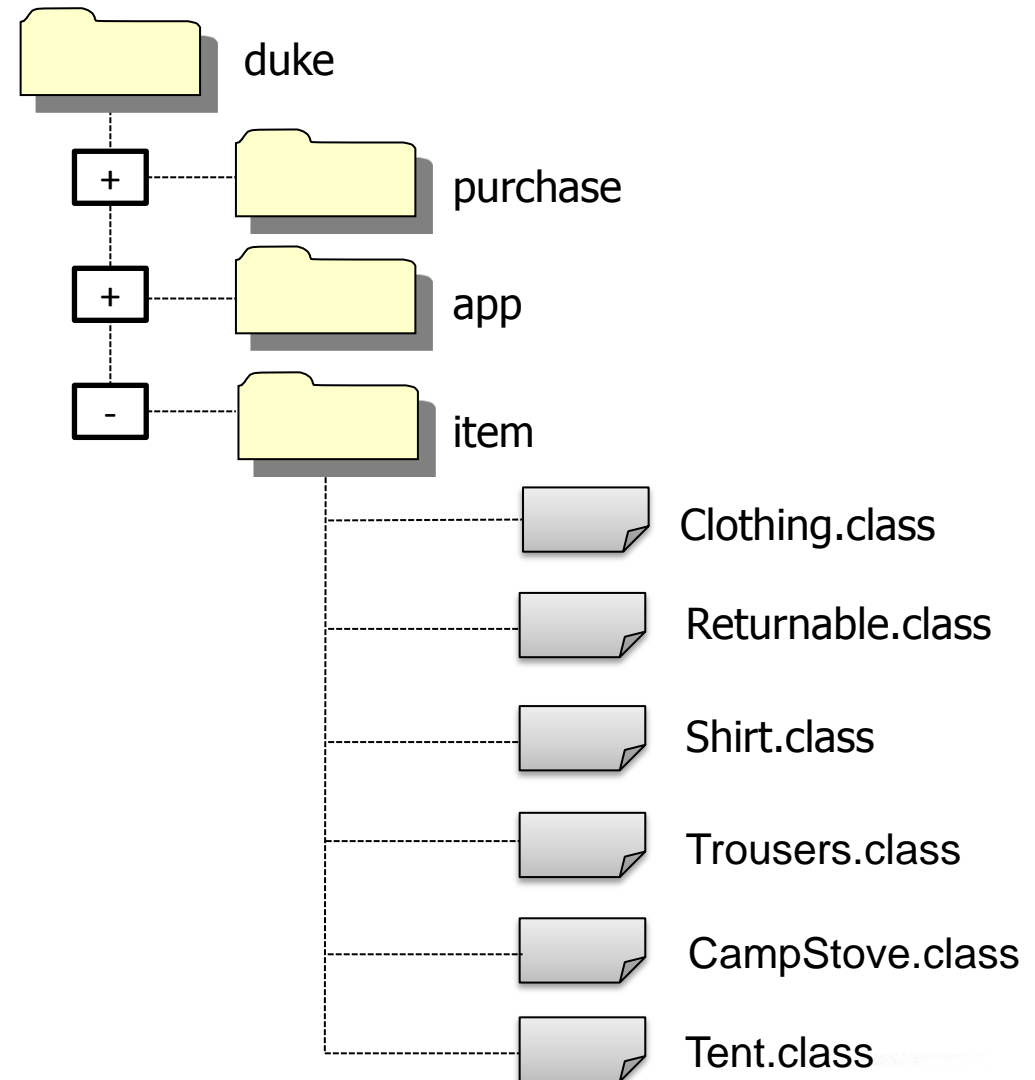 duke
+
purchase
+
app
-
item
Clothing.class
Returnable.class
Shirt.class
Trousers.class
CampStove.class
Tent.class